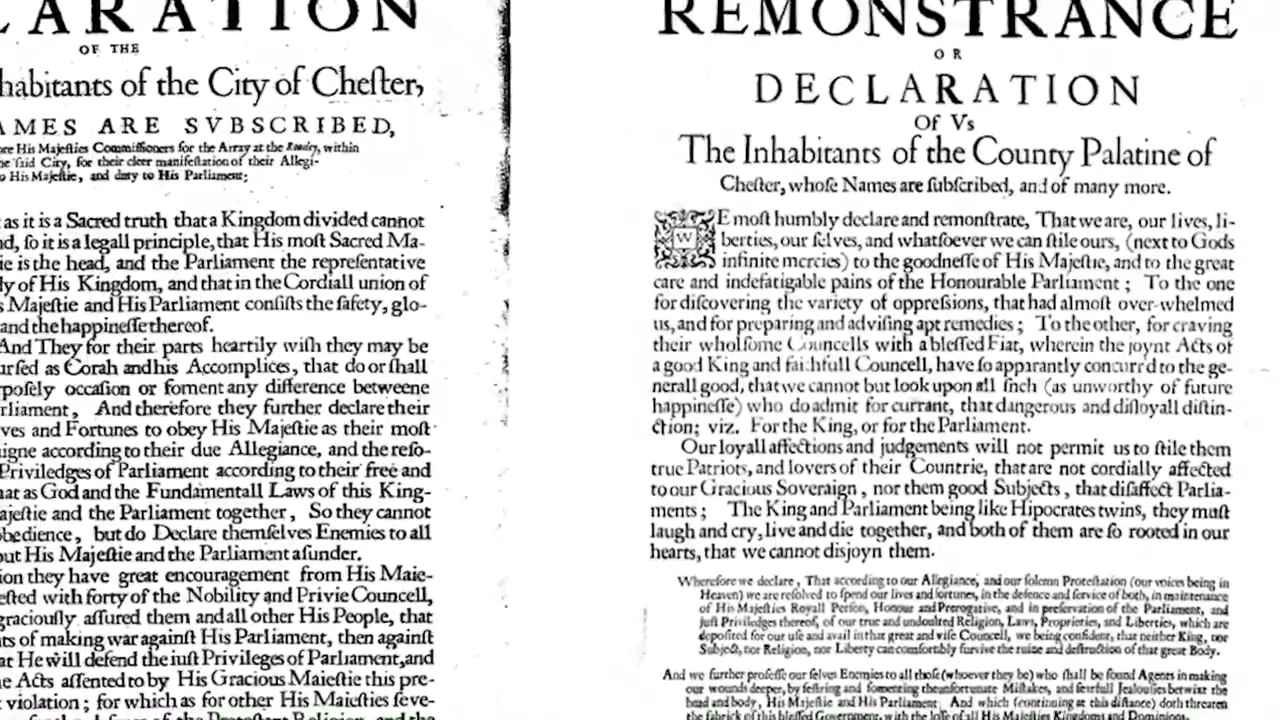 LARATION
OF THE
habitants of the City of Cheſter,
AMES ARE SVBSCRIBED,
ore His Majeſties Commiſſioners for the Array at the Roodey, within
he ſaid City, for their cleer manifeſtation of their Allegi-
o His Majeſtie, and duty to His Parliament;
as it is a Sacred truth that a Kingdom divided cannot
nd, ſo it is a legall principle, that His moſt Sacred Ma-
ie is the head, and the Parliament the repreſentative
dy of His Kingdom, and that in the Cordiall union of
s Majeſtie and His Parliament conſiſts the ſafety, glo-
and the happineſſe thereof.
And They for their parts heartily wiſh they may be
urſed as Corah and his Accomplices, that do or ſhall
rpoſely occaſion or foment any difference betweene
rliament, And therefore they further declare their
ves and Fortunes to obey His Majeſtie as their moſt
igne according to their due Allegiance, and the reſo-
Priviledges of Parliament according to their free and
hat as God and the Fundamentall Laws of this King-
ajeſtie and the Parliament together, So they cannot
obedience, but do Declare themſelves Enemies to all
out His Majeſtie and the Parliament aſunder.
ion they have great encouragement from His Maie-
eſted with forty of the Nobility and Privie Councell,
graciouſly aſſured them and all other His People, that
ts of making war againſt His Parliament, then againſt
at He will defend the iuſt Privileges of Parliament, and
e Acts aſſented to by His Gracious Maieſtie this pre-
violation; for which as for other His Maieſties ſeve-
the Proteſtant Religion, and the
REMONSTRANCE
OR
DECLARATION
Of Vs
The Inhabitants of the County Palatine of
Cheſter, whoſe Names are ſubſcribed, and of many more.
WE moſt humbly declare and remonſtrate, That we are, our lives, li-
berties, our ſelves, and whatſoever we can ſtile ours, (next to Gods
infinite mercies) to the goodneſſe of His Majeſtie, and to the great
care and indefatigable pains of the Honourable Parliament; To the one
for diſcovering the variety of oppreſsions, that had almoſt over-whelmed
us, and for preparing and adviſing apt remedies; To the other, for craving
their wholſome Councells with a bleſſed Fiat, wherein the joynt Acts of
a good King and faithfull Councell, have ſo apparantly concurrd to the ge-
nerall good, that we cannot but look upon all ſuch (as unworthy of future
happineſſe) who do admit for currant, that dangerous and diſloyall diſtin-
ction; viz. For the King, or for the Parliament.
Our loyall affections and judgements will not permit us to ſtile them
true Patriots, and lovers of their Countrie, that are not cordially affected
to our Gracious Soveraign, nor them good Subjects, that diſaffect Parlia-
ments; The King and Parliament being like Hipocrates twins, they muſt
laugh and cry, live and die together, and both of them are ſo rooted in our
hearts, that we cannot disjoyn them.
Wherefore we declare, That according to our Allegiance, and our ſolemn Proteſtation (our voices being in
Heaven) we are reſolved to ſpend our lives and fortunes, in the defence and ſervice of both, in maintenance
of His Majeſties Royall Perſon, Honour and Prerogative, and in preſervation of the Parliament, and
juſt Priviledges thereof, of our true and undoubted Religion, Laws, Proprieties, and Liberties, which are
depoſited for our uſe and avail in that great and wiſe Councell, we being confident, that neither King, nor
Subject, nor Religion, nor Liberty can comfortably ſurvive the ruine and deſtruction of that great Body.
And we further profeſſe our ſelves Enemies to all thoſe (whoever they be) who ſhall be found Agents in making
our wounds deeper, by feſtring and fomenting the unfortunate Miſtakes, and fearfull Jealouſies betwixt the
head and body, His Majeſtie and His Parliament; And which (continuing at this diſtance) doth threaten
the fabrick of this bleſſed Government, with the loſſe of all His Majeſties Kingdoms and Dominions